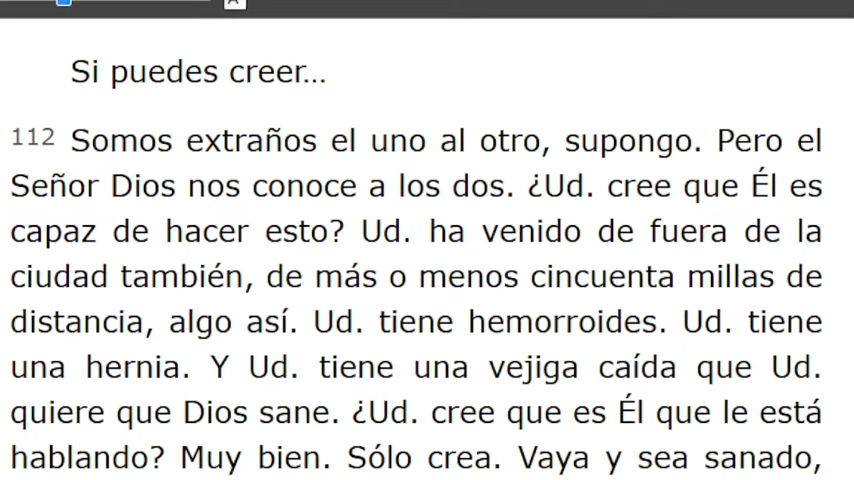 A
Si puedes creer...
112 Somos extraños el uno al otro, supongo. Pero el
Señor Dios nos conoce a los dos. ¿Ud. cree que Él es
capaz de hacer esto? Ud. ha venido de fuera de la
ciudad también, de más o menos cincuenta millas de
distancia, algo así. Ud. tiene hemorroides. Ud. tiene
una hernia. Y Ud. tiene una vejiga caída que Ud.
quiere que Dios sane. ¿Ud. cree que es Él que le está
hablando? Muy bien. Sólo crea. Vaya y sea sanado,